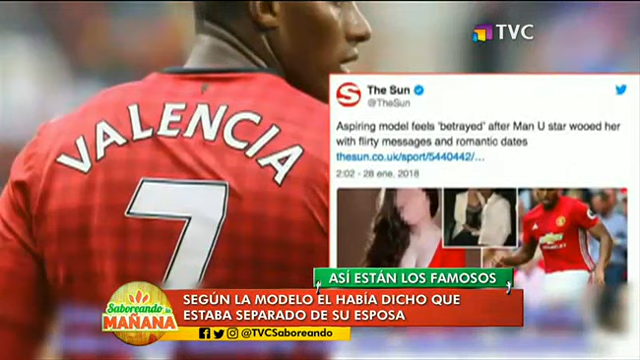 TVC
VALENCIA
7
The Sun
@TheSun
Aspiring model feels 'betrayed' after Man U star wooed her
with flirty messages and romantic dates
thesun.co.uk/sport/5440442/...
2:02 - 28 ene. 2018
ASÍ ESTÁN LOS FAMOSOS
SEGÚN LA MODELO EL HABÍA DICHO QUE
ESTABA SEPARADO DE SU ESPOSA
Saboreando la
MAÑANA
@TVCSaboreando